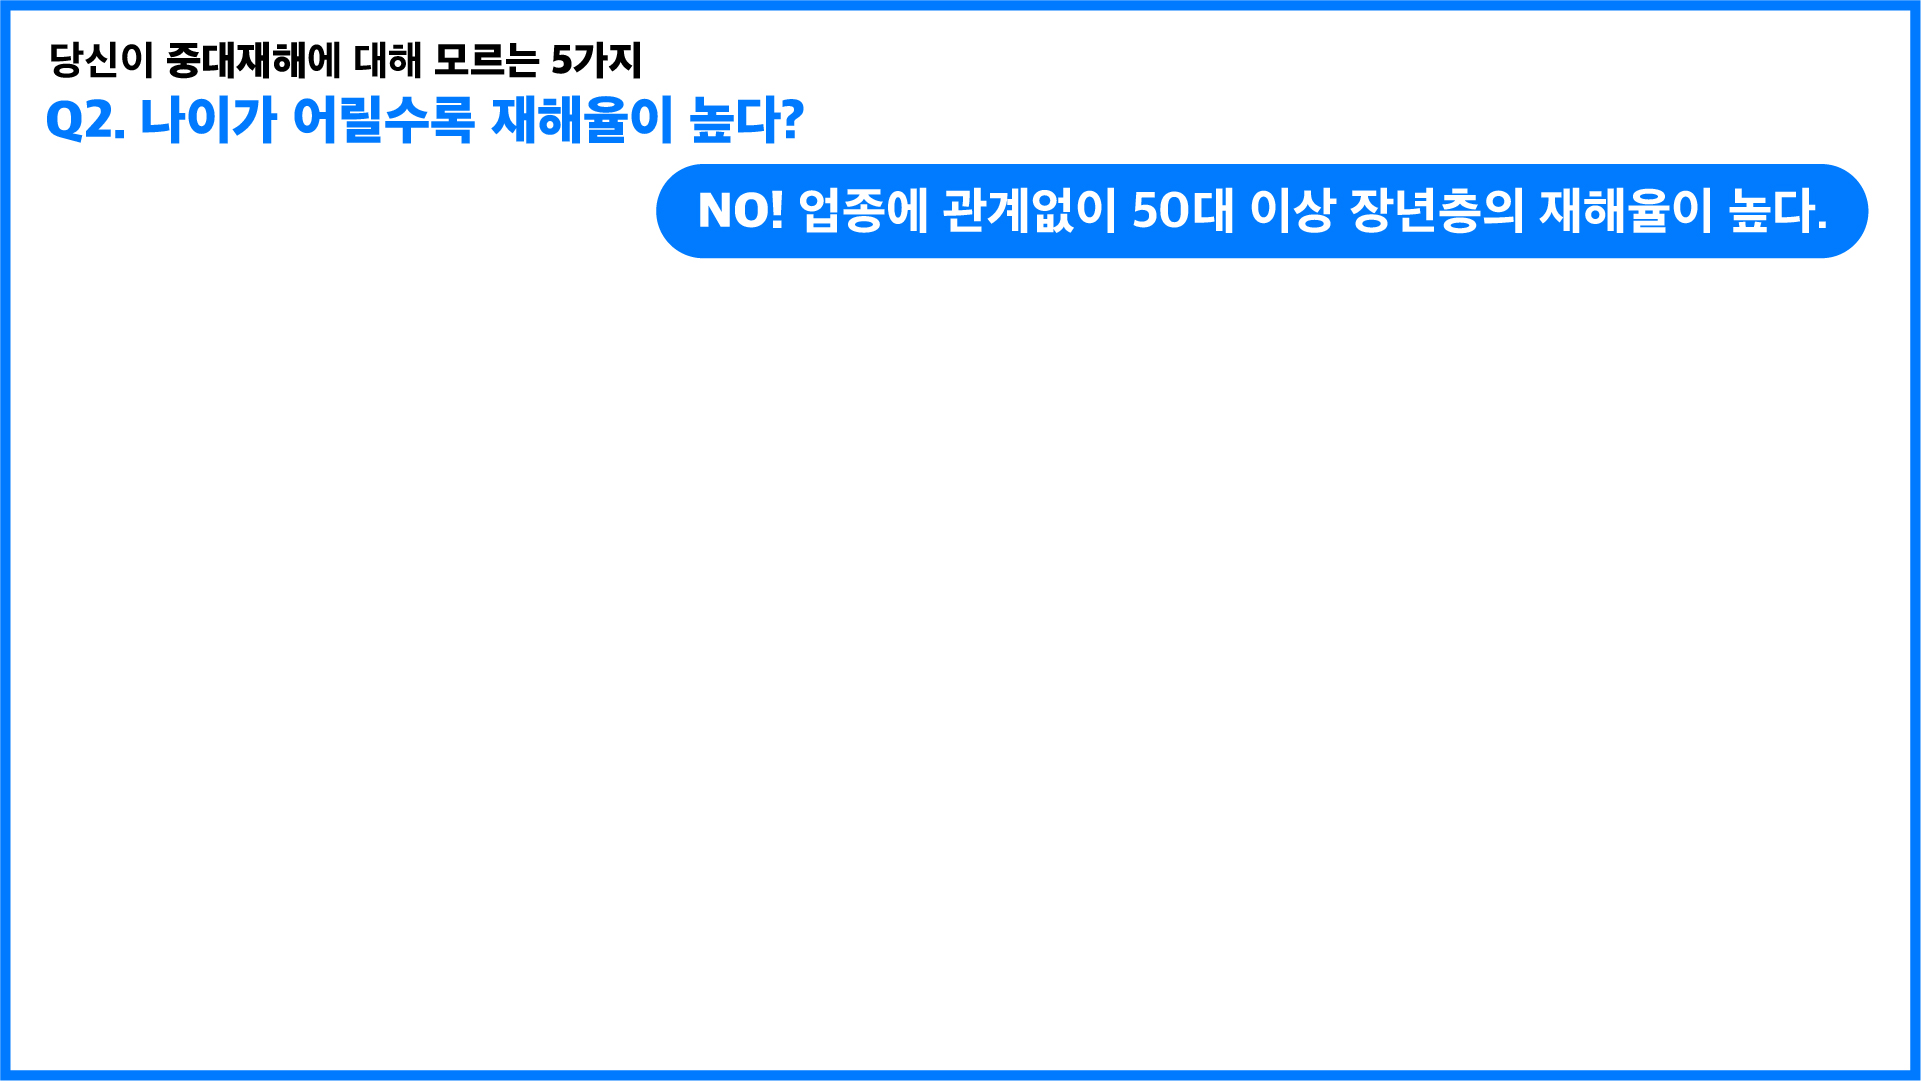 당신이 중대재해에 대해 모르는 5가지
Q2. 나이가 어릴수록 재해율이 높다?
NO! 업종에 관계없이 50대 이상 장년층의 재해율이 높다.